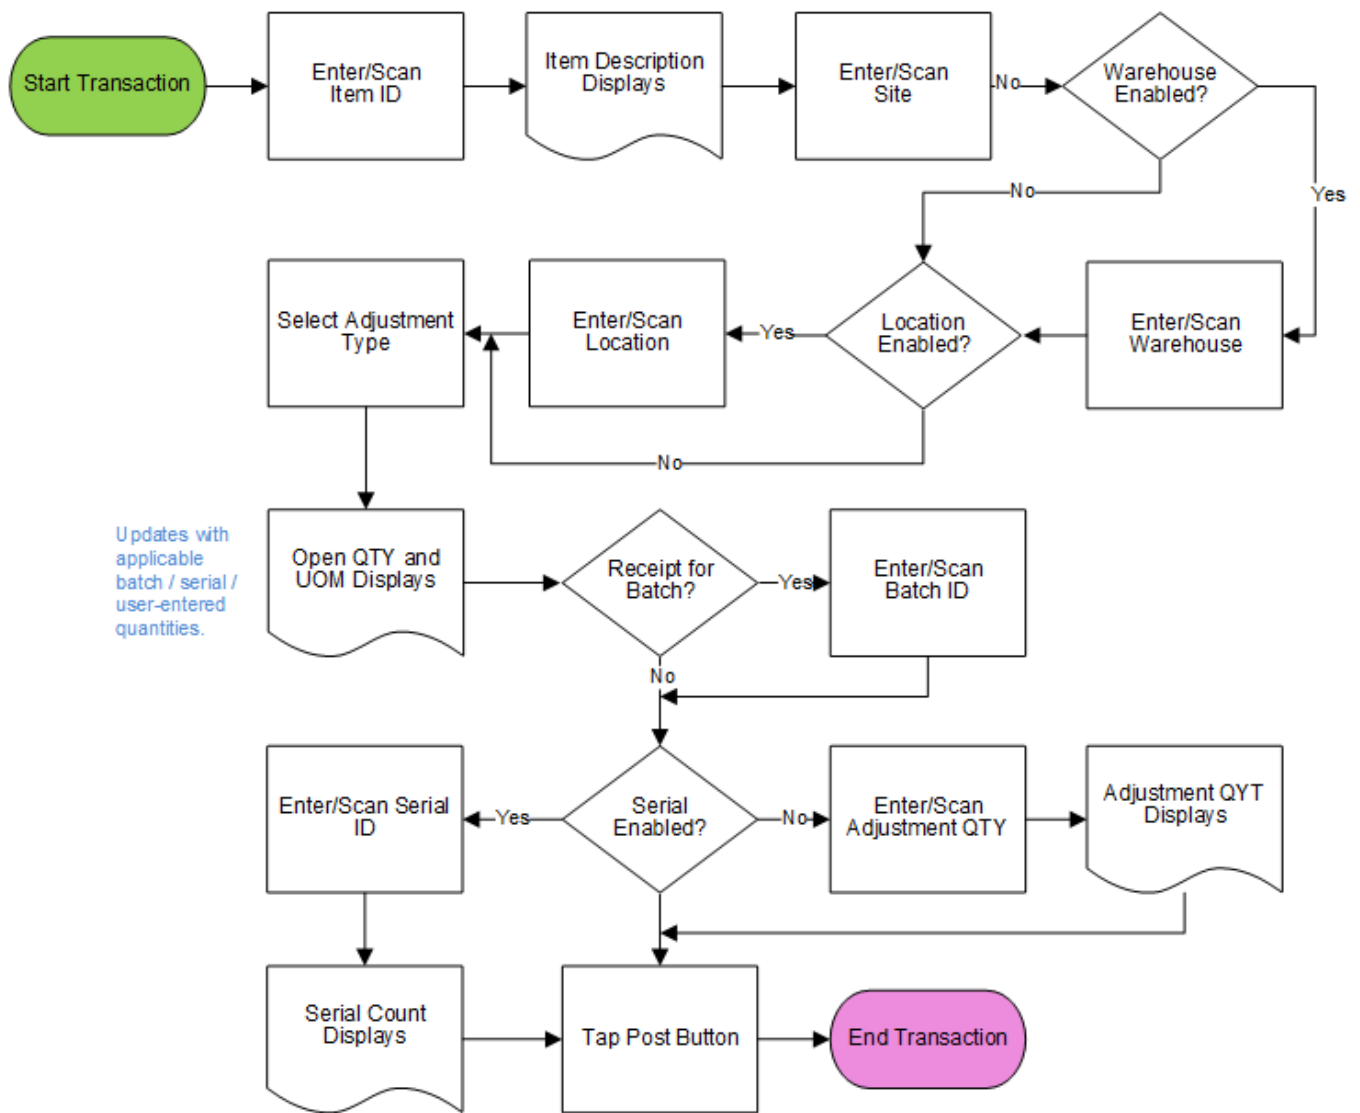 Start Transaction
Enter/Scan
Item ID
Item Description
Displays
Enter/Scan
Site
No
Warehouse
Enabled?
No
Yes
Select Adjustment
Type
Enter/Scan
Location
Yes
Location
Enabled?
Enter/Scan
Warehouse
No
Updates with
applicable
batch / serial /
user-entered
quantities.
Open QTY and
UOM Displays
Receipt for
Batch?
Yes
Enter/Scan
Batch ID
No
Enter/Scan Serial
ID
Yes
Serial
Enabled?
No
Enter/Scan
Adjustment QTY
Adjustment QYT
Displays
Serial Count
Displays
Tap Post Button
End Transaction